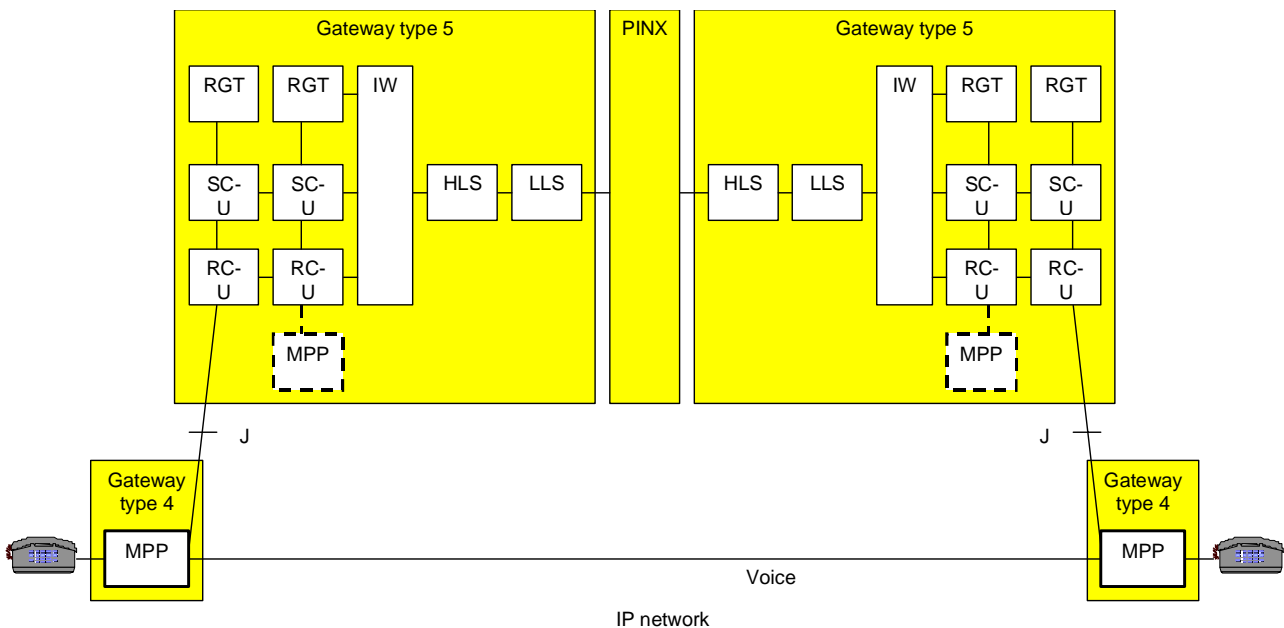 Gateway type 5
PINX
Gateway type 5
RGT
RGT
IW
IW
RGT
RGT
SC-
U
SC-
U
HLS
LLS
HLS
LLS
SC-
U
SC-
U
RC-
U
RC-
U
RC-
U
RC-
U
MPP
MPP
J
J
Gateway
type 4
Gateway
type 4
MPP
MPP
Voice
IP network